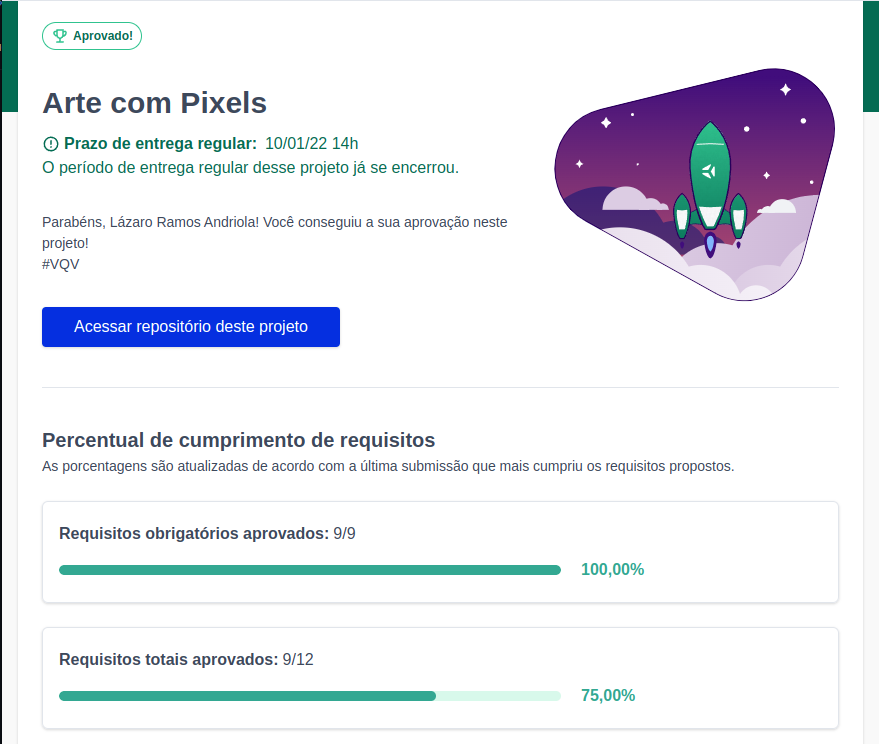 Aprovado!
Arte com Pixels
Prazo de entrega regular: 10/01/22 14h
O período de entrega regular desse projeto já se encerrou.
Parabéns, Lázaro Ramos Andriola! Você conseguiu a sua aprovação neste
projeto!
#VQV
Acessar repositório deste projeto
Percentual de cumprimento de requisitos
As porcentagens são atualizadas de acordo com a última submissão que mais cumpriu os requisitos propostos.
Requisitos obrigatórios aprovados: 9/9
100,00%
Requisitos totais aprovados: 9/12
75,00%